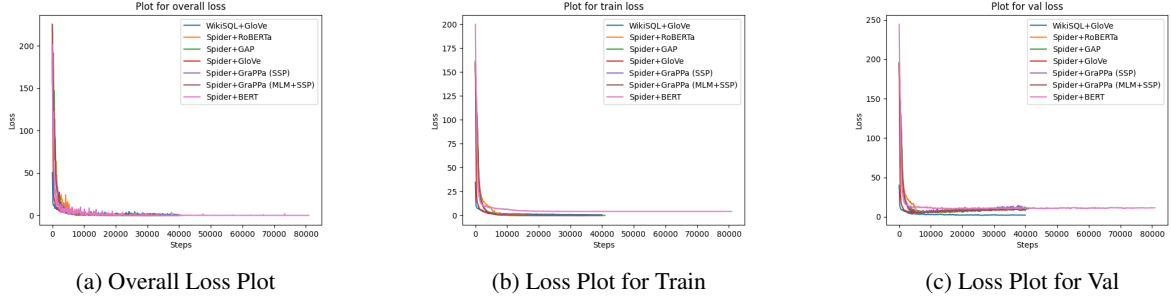 Plot for overall loss
200
150
100
50
0
Loss
0 10000 20000 30000 40000 50000 60000 70000 80000
Steps
WikiSQL+GloVe
Spider+RoBERTa
Spider+GAP
Spider+GloVe
Spider+GraPPa (SSP)
Spider+GraPPa (MLM+SSP)
Spider+BERT
(a) Overall Loss Plot
Plot for train loss
200
175
150
125
100
75
50
25
0
Loss
0 10000 20000 30000 40000 50000 60000 70000 80000
Steps
WikiSQL+GloVe
Spider+RoBERTa
Spider+GAP
Spider+GloVe
Spider+GraPPa (SSP)
Spider+GraPPa (MLM+SSP)
Spider+BERT
(b) Loss Plot for Train
Plot for val loss
250
200
150
100
50
0
Loss
0 10000 20000 30000 40000 50000 60000 70000 80000
Steps
WikiSQL+GloVe
Spider+RoBERTa
Spider+GAP
Spider+GloVe
Spider+GraPPa (SSP)
Spider+GraPPa (MLM+SSP)
Spider+BERT
(c) Loss Plot for Val